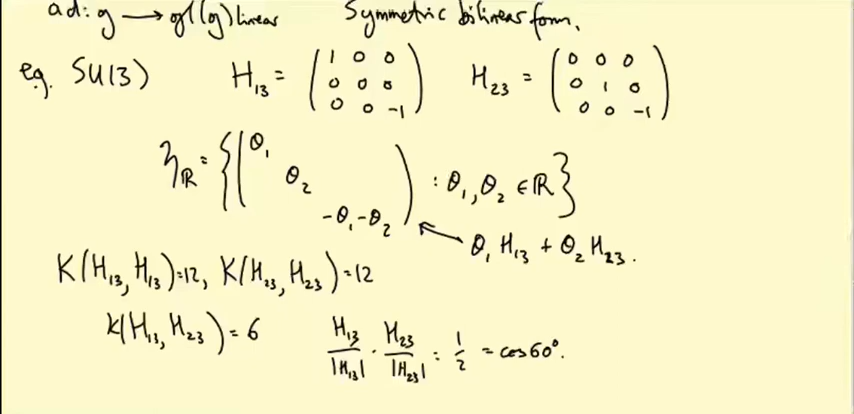 ad: g → gl(g) linear    Symmetric bilinear form.
eg. SU(3)    H₁₃ = ( 1 0 0 ; 0 0 0 ; 0 0 -1 )    H₂₃ = ( 0 0 0 ; 0 1 0 ; 0 0 -1 )
𝔥_ℝ = { ( θ₁ θ₂ -θ₁-θ₂ ) : θ₁, θ₂ ∈ ℝ }
θ₁ H₁₃ + θ₂ H₂₃.
K(H₁₃, H₁₃) = 12, K(H₂₃, H₂₃) = 12
K(H₁₃, H₂₃) = 6    H₁₃/|H₁₃| · H₂₃/|H₂₃| = 1/2 = cos 60°.